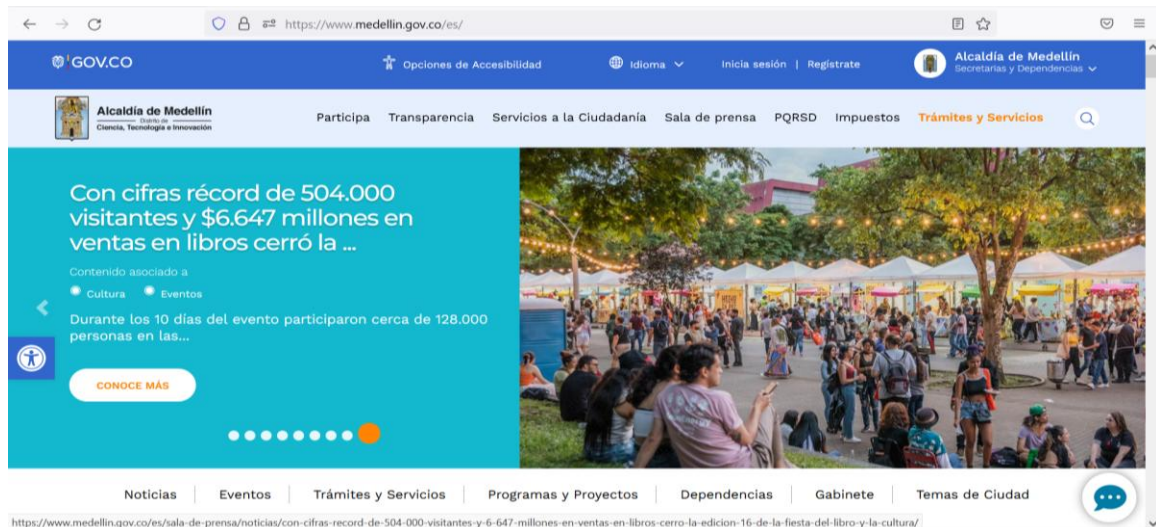 https://www.medellin.gov.co/es/
GOV.CO
Opciones de Accesibilidad
Idioma
Inicia sesión | Regístrate
Alcaldía de Medellín
Secretarias y Dependencias
Alcaldía de Medellín
Distrito de
Ciencia, Tecnología e Innovación
Participa
Transparencia
Servicios a la Ciudadanía
Sala de prensa
PQRSD
Impuestos
Trámites y Servicios
Con cifras récord de 504.000
visitantes y $6.647 millones en
ventas en libros cerró la ...
Contenido asociado a
Cultura
Eventos
Durante los 10 días del evento participaron cerca de 128.000
personas en las...
CONOCE MÁS
Noticias
Eventos
Trámites y Servicios
Programas y Proyectos
Dependencias
Gabinete
Temas de Ciudad
https://www.medellin.gov.co/es/sala-de-prensa/noticias/con-cifras-record-de-504-000-visitantes-y-6-647-millones-en-ventas-en-libros-cerro-la-edicion-16-de-la-fiesta-del-libro-y-la-cultura/